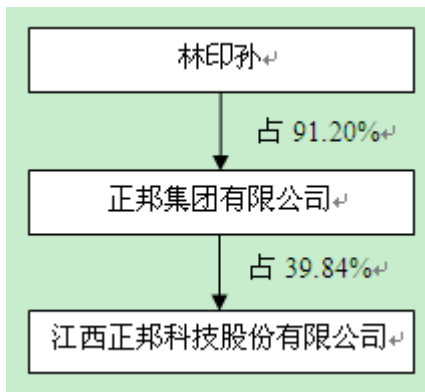 林印孙
占 91.20%
正邦集团有限公司
占 39.84%
江西正邦科技股份有限公司